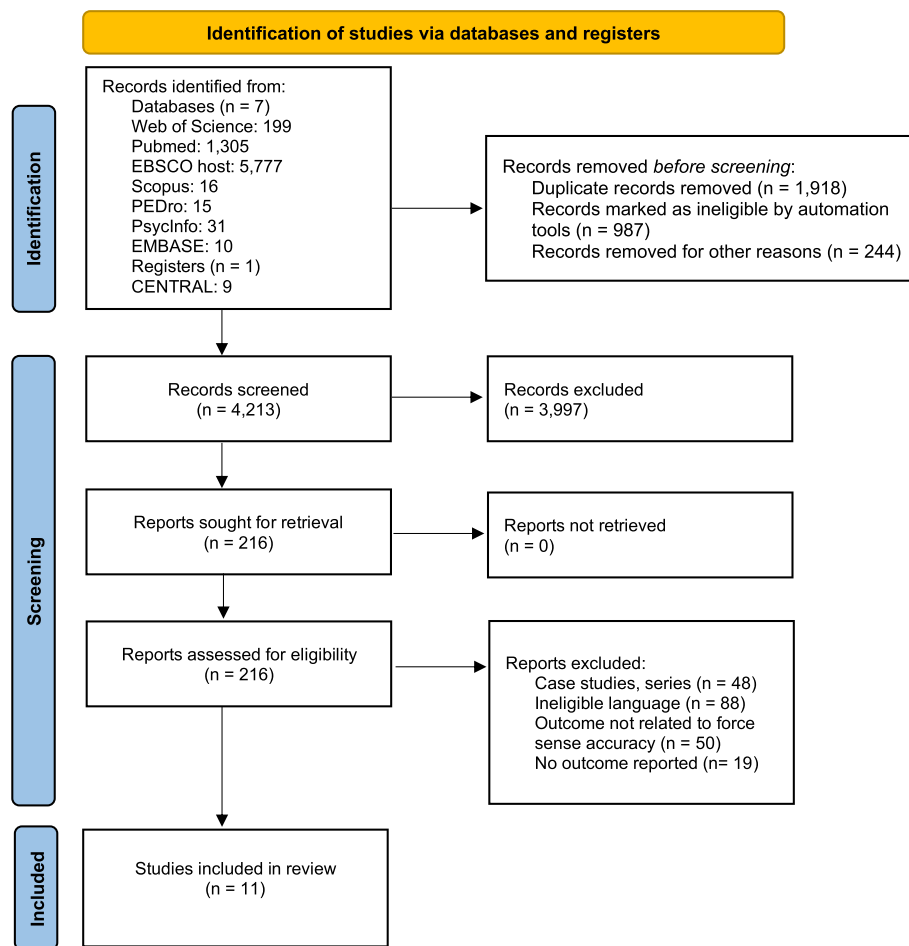 Identification of studies via databases and registers
Identification
Records identified from:
Databases (n = 7)
Web of Science: 199
Pubmed: 1,305
EBSCO host: 5,777
Scopus: 16
PEDro: 15
PsycInfo: 31
EMBASE: 10
Registers (n = 1)
CENTRAL: 9
Records removed before screening:
Duplicate records removed (n = 1,918)
Records marked as ineligible by automation
tools (n = 987)
Records removed for other reasons (n = 244)
Screening
Records screened
(n = 4,213)
Records excluded
(n = 3,997)
Reports sought for retrieval
(n = 216)
Reports not retrieved
(n = 0)
Reports assessed for eligibility
(n = 216)
Reports excluded:
Case studies, series (n = 48)
Ineligible language (n = 88)
Outcome not related to force
sense accuracy (n = 50)
No outcome reported (n= 19)
Included
Studies included in review
(n = 11)